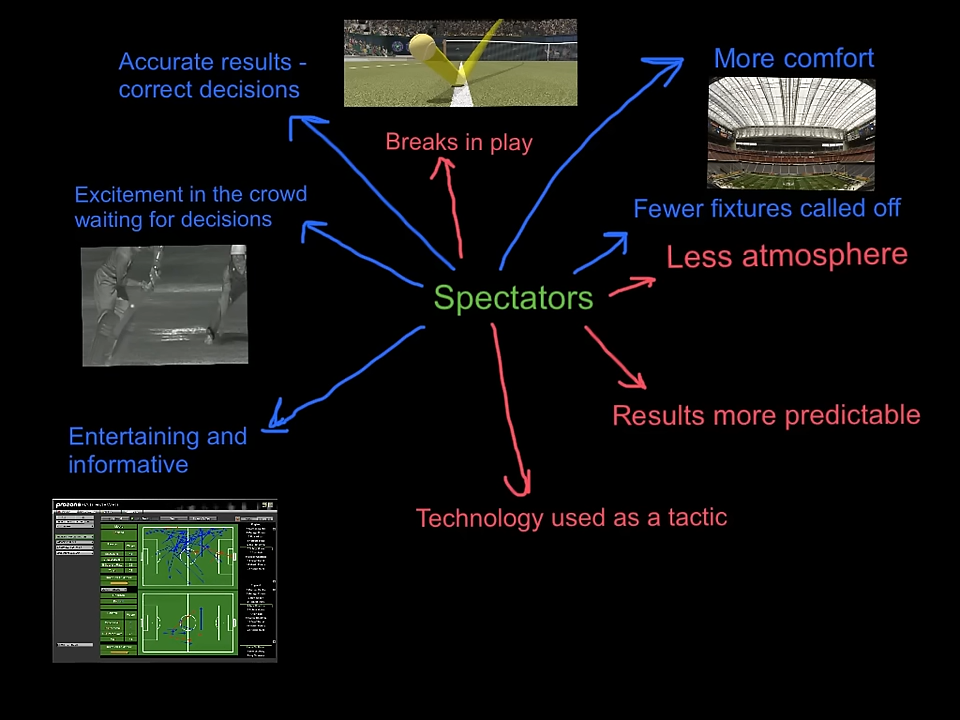 Accurate results -
correct decisions
More comfort
Breaks in play
Excitement in the crowd
waiting for decisions
Fewer fixtures called off
Less atmosphere
Spectators
Results more predictable
Entertaining and
informative
prozone
Technology used as a tactic